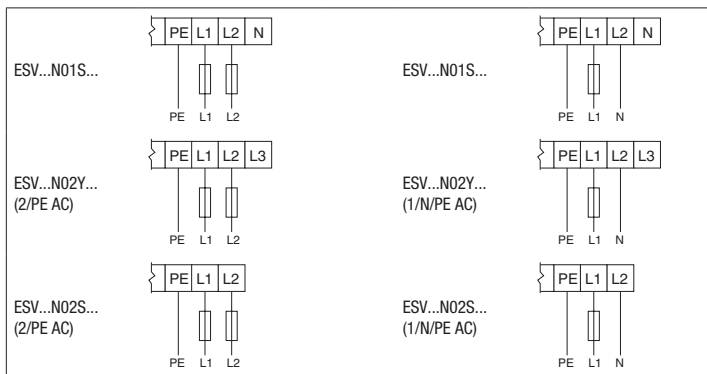 PE L1 L2 N
ESV...N01S...
PE L1 L2
PE L1 L2 N
ESV...N01S...
PE L1 N
PE L1 L2 L3
ESV...N02Y...
(2/PE AC)
PE L1 L2
PE L1 L2 L3
ESV...N02Y...
(1/N/PE AC)
PE L1 N
PE L1 L2
ESV...N02S...
(2/PE AC)
PE L1 L2
PE L1 L2
ESV...N02S...
(1/N/PE AC)
PE L1 N